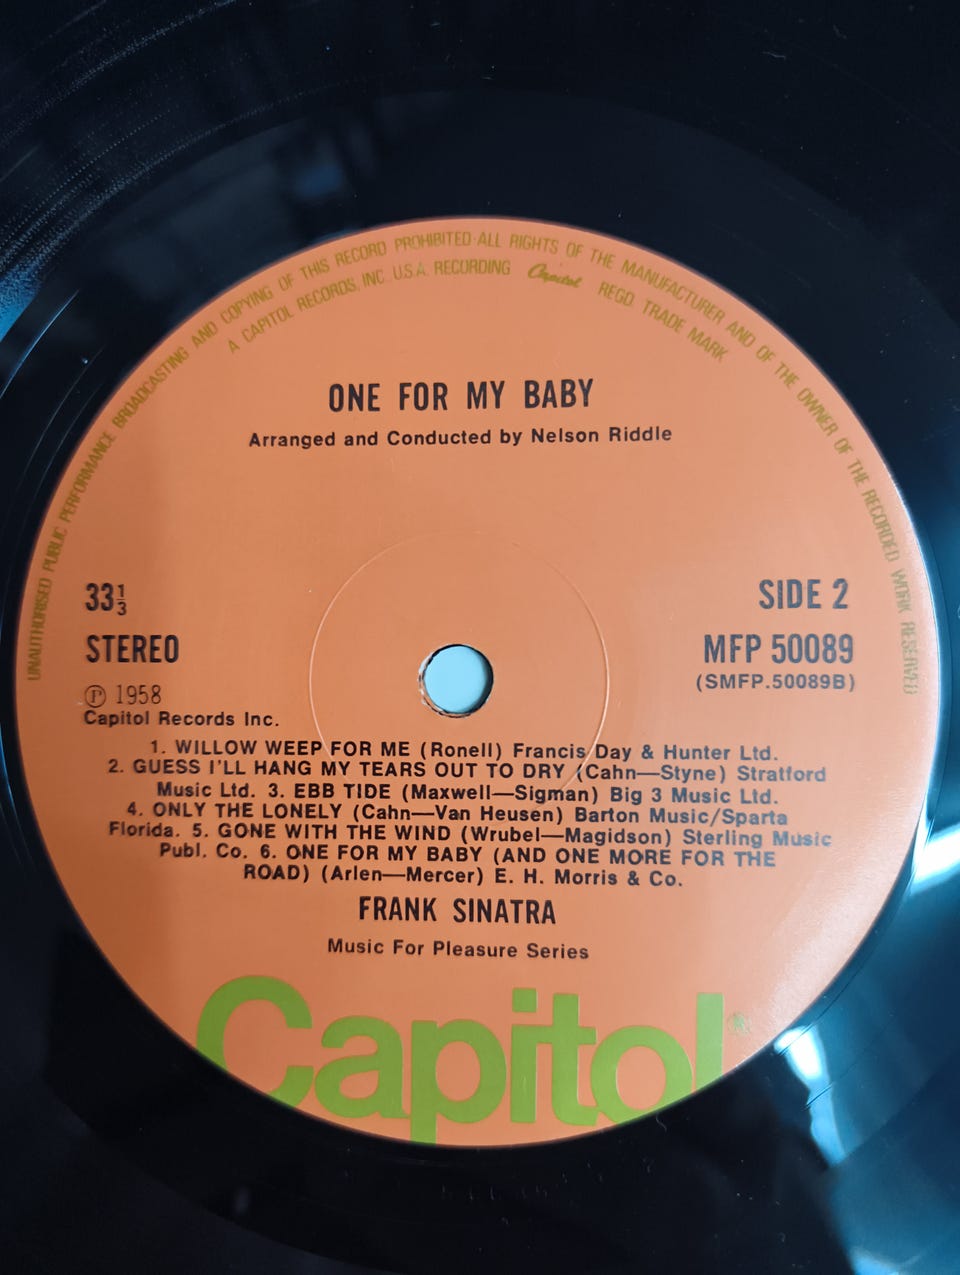 UNAUTHORISED PUBLIC PERFORMANCE BROADCASTING AND COPYING OF THIS RECORD PROHIBITED·ALL RIGHTS OF THE MANUFACTURER AND OF THE OWNER OF THE RECORDED WORK RESERVED
A CAPITOL RECORDS, INC. U.S.A. RECORDING Capitol REGD. TRADE MARK
ONE FOR MY BABY
Arranged and Conducted by Nelson Riddle
33⅓
SIDE 2
STEREO
MFP 50089
(SMFP.50089B)
Ⓟ 1958
Capitol Records Inc.
1. WILLOW WEEP FOR ME (Ronell) Francis Day & Hunter Ltd.
2. GUESS I'LL HANG MY TEARS OUT TO DRY (Cahn—Styne) Stratford
Music Ltd. 3. EBB TIDE (Maxwell—Sigman) Big 3 Music Ltd.
4. ONLY THE LONELY (Cahn—Van Heusen) Barton Music/Sparta
Florida. 5. GONE WITH THE WIND (Wrubel—Magidson) Sterling Music
Publ. Co. 6. ONE FOR MY BABY (AND ONE MORE FOR THE
ROAD) (Arlen—Mercer) E. H. Morris & Co.
FRANK SINATRA
Music For Pleasure Series
Capitol®